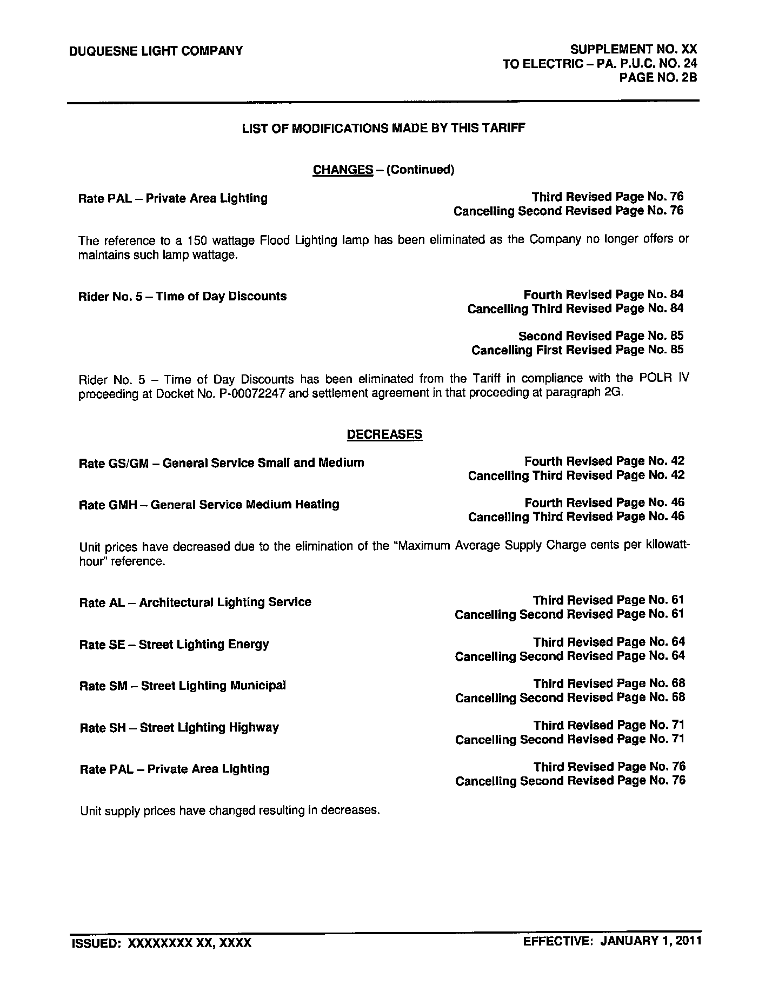 DUQUESNE LIGHT COMPANY
SUPPLEMENT NO. XX
TO ELECTRIC – PA. P.U.C. NO. 24
PAGE NO. 2B
LIST OF MODIFICATIONS MADE BY THIS TARIFF
CHANGES – (Continued)
Rate PAL – Private Area Lighting
Third Revised Page No. 76
Cancelling Second Revised Page No. 76
The reference to a 150 wattage Flood Lighting lamp has been eliminated as the Company no longer offers or
maintains such lamp wattage.
Rider No. 5 – Time of Day Discounts
Fourth Revised Page No. 84
Cancelling Third Revised Page No. 84
Second Revised Page No. 85
Cancelling First Revised Page No. 85
Rider No. 5 – Time of Day Discounts has been eliminated from the Tariff in compliance with the POLR IV
proceeding at Docket No. P-00072247 and settlement agreement in that proceeding at paragraph 2G.
DECREASES
Rate GS/GM – General Service Small and Medium
Fourth Revised Page No. 42
Cancelling Third Revised Page No. 42
Rate GMH – General Service Medium Heating
Fourth Revised Page No. 46
Cancelling Third Revised Page No. 46
Unit prices have decreased due to the elimination of the “Maximum Average Supply Charge cents per kilowatt-
hour” reference.
Rate AL – Architectural Lighting Service
Third Revised Page No. 61
Cancelling Second Revised Page No. 61
Rate SE – Street Lighting Energy
Third Revised Page No. 64
Cancelling Second Revised Page No. 64
Rate SM – Street Lighting Municipal
Third Revised Page No. 68
Cancelling Second Revised Page No. 68
Rate SH – Street Lighting Highway
Third Revised Page No. 71
Cancelling Second Revised Page No. 71
Rate PAL – Private Area Lighting
Third Revised Page No. 76
Cancelling Second Revised Page No. 76
Unit supply prices have changed resulting in decreases.
ISSUED: XXXXXXXX XX, XXXX
EFFECTIVE: JANUARY 1, 2011